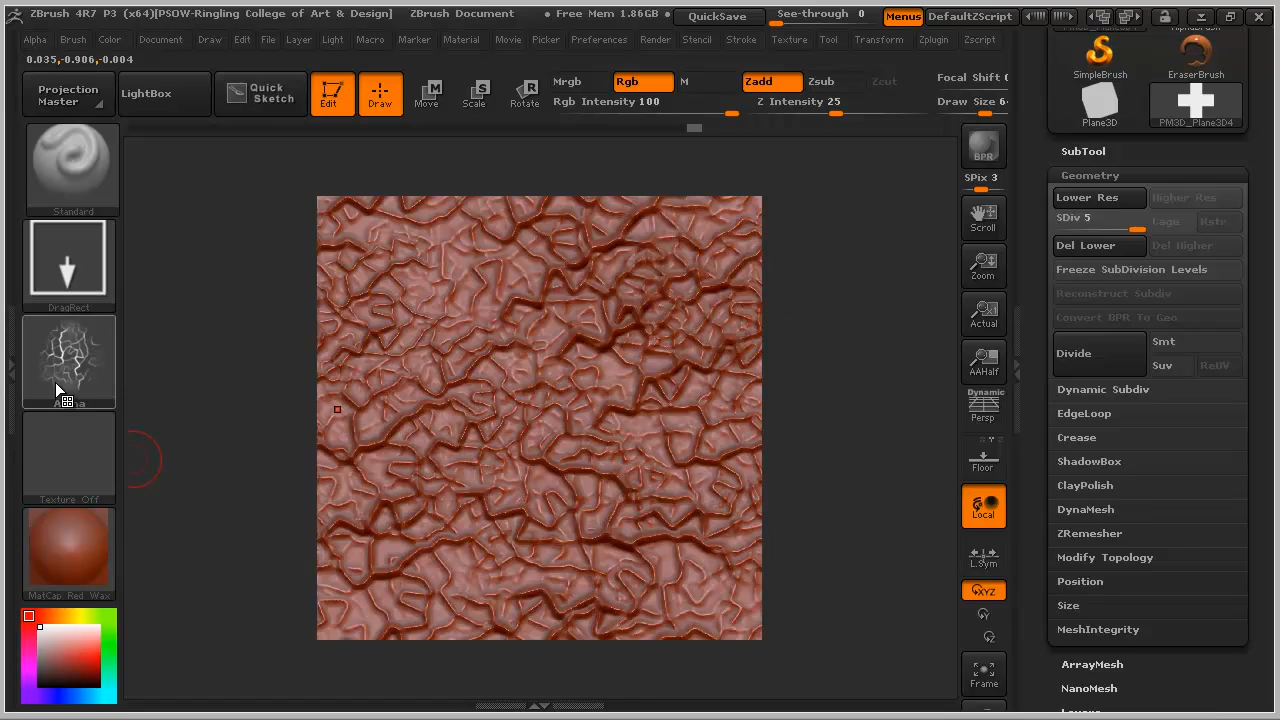 ZBrush 4R7 P3 (x64)[PSOW-Ringling College of Art & Design] ZBrush Document • Free Mem 1.86GB • QuickSave See-through 0 Menus DefaultZScript
Alpha Brush Color Document Draw Edit File Layer Light Macro Marker Material Movie Picker Preferences Render Stencil Stroke Texture Tool Transform Zplugin Zscript
0.035,-0.906,-0.004
Projection Master
LightBox
Quick Sketch
Edit
Draw
Move
Scale
Rotate
Mrgb Rgb M Zadd Zsub Zcut Focal Shift
Rgb Intensity 100 Z Intensity 25 Draw Size
Standard
DragRect
Texture Off
MatCap Red Wax
BPR
SPix 3
Scroll
Zoom
Actual
AAHalf
Dynamic
Persp
Floor
Local
L.Sym
XYZ
Frame
SimpleBrush EraserBrush
Plane3D PM3D_Plane3D4
SubTool
Geometry
Lower Res Higher Res
SDiv 5 Cage Rstr
Del Lower Del Higher
Freeze SubDivision Levels
Reconstruct Subdiv
Convert BPR To Geo
Divide Smt
Suv ReUV
Dynamic Subdiv
EdgeLoop
Crease
ShadowBox
ClayPolish
DynaMesh
ZRemesher
Modify Topology
Position
Size
MeshIntegrity
ArrayMesh
NanoMesh